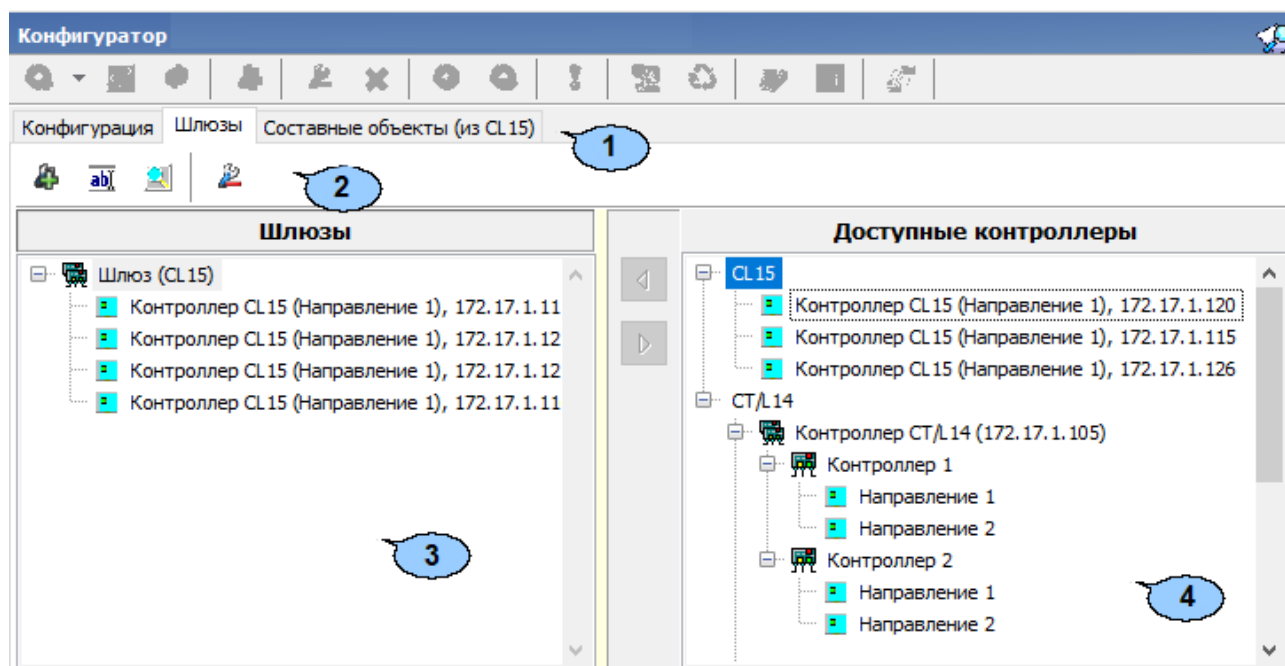 Конфигуратор
Конфигурация Шлюзы Составные объекты (из CL15)
1
abI
2
Шлюзы
Доступные контроллеры
Шлюз (CL15)
Контроллер CL15 (Направление 1), 172.17.1.11
Контроллер CL15 (Направление 1), 172.17.1.12
Контроллер CL15 (Направление 1), 172.17.1.12
Контроллер CL15 (Направление 1), 172.17.1.11
3
CL15
Контроллер CL15 (Направление 1), 172.17.1.120
Контроллер CL15 (Направление 1), 172.17.1.115
Контроллер CL15 (Направление 1), 172.17.1.126
CT/L14
Контроллер CT/L14 (172.17.1.105)
Контроллер 1
Направление 1
Направление 2
Контроллер 2
Направление 1
Направление 2
4